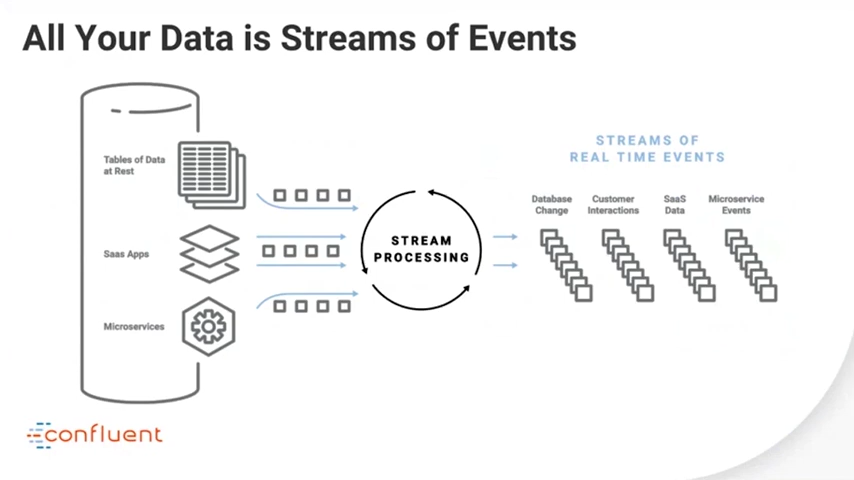 All Your Data is Streams of Events
Tables of Data
at Rest
Saas Apps
Microservices
STREAM
PROCESSING
STREAMS OF
REAL TIME EVENTS
Database
Change
Customer
Interactions
SaaS
Data
Microservice
Events
confluent